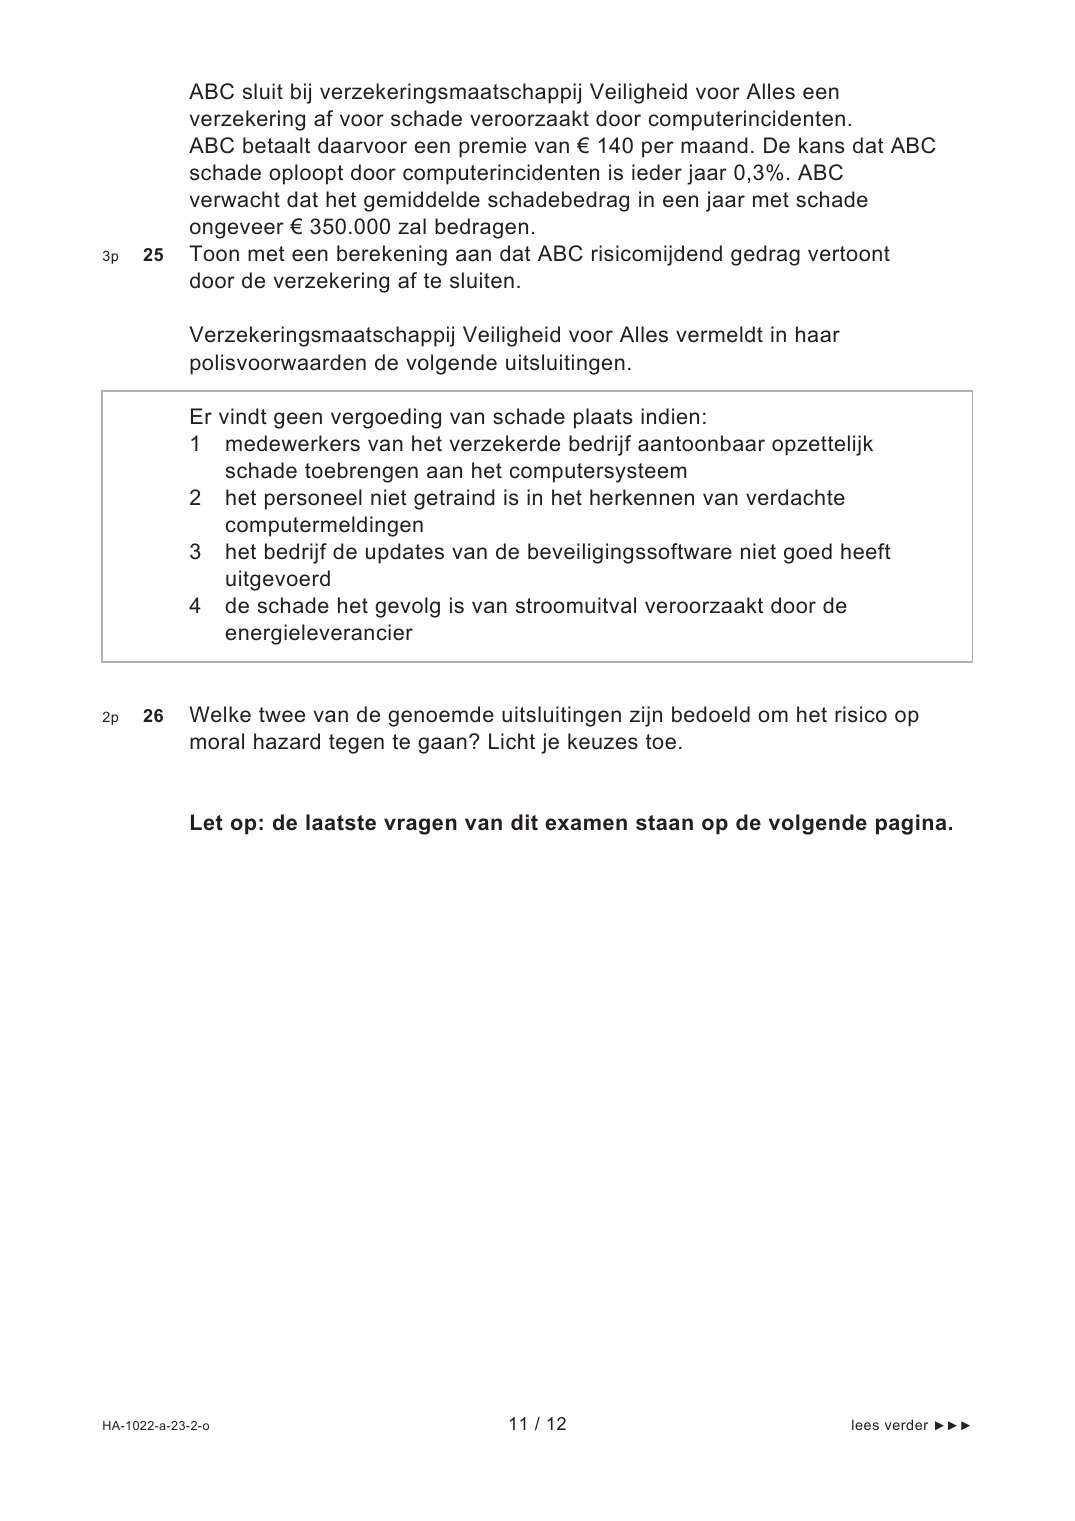 ABC sluit bij verzekeringsmaatschappij Veiligheid voor Alles een
verzekering af voor schade veroorzaakt door computerincidenten.
ABC betaalt daarvoor een premie van € 140 per maand. De kans dat ABC
schade oploopt door computerincidenten is ieder jaar 0,3%. ABC
verwacht dat het gemiddelde schadebedrag in een jaar met schade
ongeveer € 350.000 zal bedragen.
3p 25 Toon met een berekening aan dat ABC risicomijdend gedrag vertoont
door de verzekering af te sluiten.
Verzekeringsmaatschappij Veiligheid voor Alles vermeldt in haar
polisvoorwaarden de volgende uitsluitingen.
Er vindt geen vergoeding van schade plaats indien:
1 medewerkers van het verzekerde bedrijf aantoonbaar opzettelijk
schade toebrengen aan het computersysteem
2 het personeel niet getraind is in het herkennen van verdachte
computermeldingen
3 het bedrijf de updates van de beveiligingssoftware niet goed heeft
uitgevoerd
4 de schade het gevolg is van stroomuitval veroorzaakt door de
energieleverancier
2p 26 Welke twee van de genoemde uitsluitingen zijn bedoeld om het risico op
moral hazard tegen te gaan? Licht je keuzes toe.
Let op: de laatste vragen van dit examen staan op de volgende pagina.
HA-1022-a-23-2-o 11 / 12 lees verder ►►►